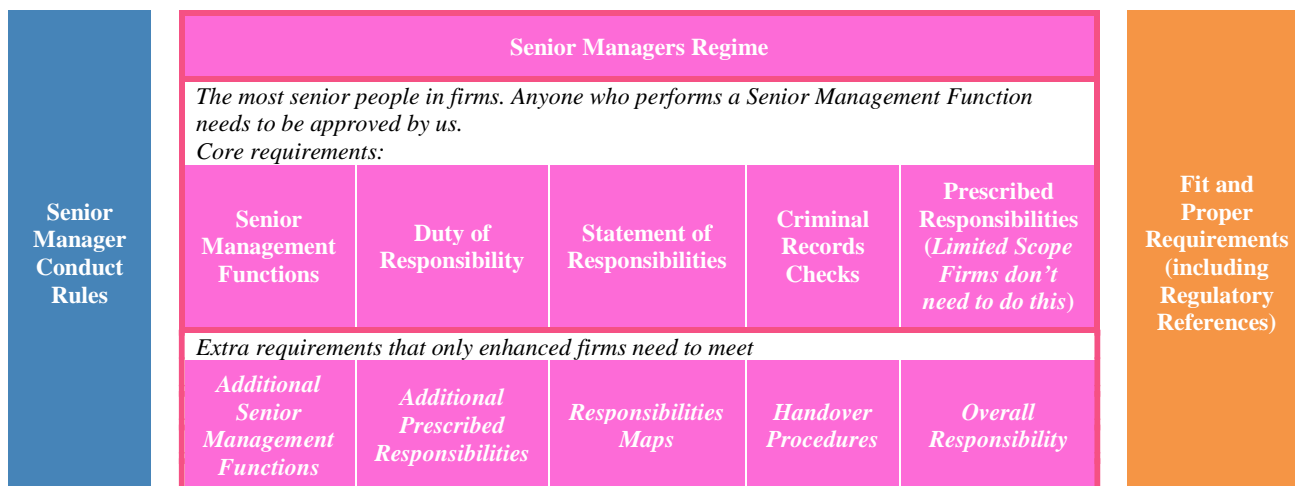 Senior
Manager
Conduct
Rules
Senior Managers Regime
The most senior people in firms. Anyone who performs a Senior Management Function
needs to be approved by us.
Core requirements:
Senior
Management
Functions
Duty of
Responsibility
Statement of
Responsibilities
Criminal
Records
Checks
Prescribed
Responsibilities
(Limited Scope
Firms don’t
need to do this)
Extra requirements that only enhanced firms need to meet
Additional
Senior
Management
Functions
Additional
Prescribed
Responsibilities
Responsibilities
Maps
Handover
Procedures
Overall
Responsibility
Fit and
Proper
Requirements
(including
Regulatory
References)